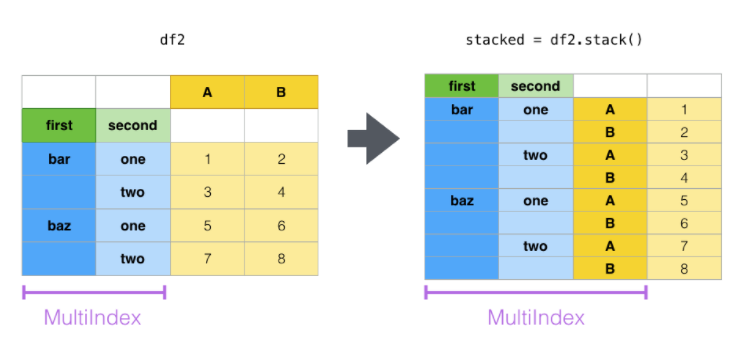 df2
A B
first second
bar one 1 2
two 3 4
baz one 5 6
two 7 8
MultiIndex
stacked = df2.stack()
first second
bar one A 1
B 2
two A 3
B 4
baz one A 5
B 6
two A 7
B 8
MultiIndex